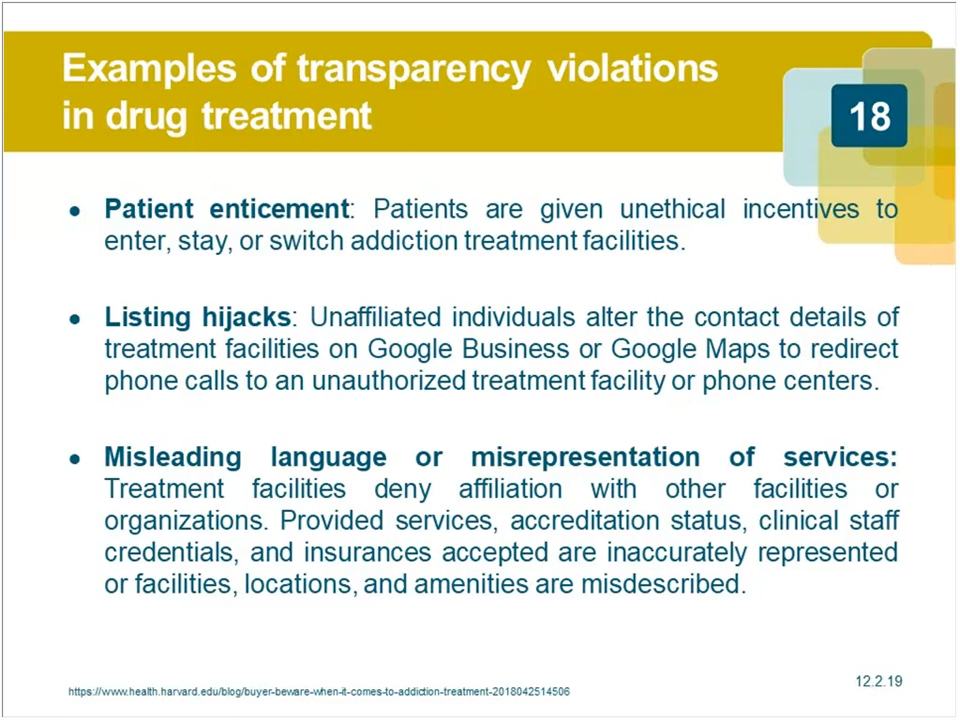 Examples of transparency violations
in drug treatment
18
● Patient enticement: Patients are given unethical incentives to
enter, stay, or switch addiction treatment facilities.
● Listing hijacks: Unaffiliated individuals alter the contact details of
treatment facilities on Google Business or Google Maps to redirect
phone calls to an unauthorized treatment facility or phone centers.
● Misleading language or misrepresentation of services:
Treatment facilities deny affiliation with other facilities or
organizations. Provided services, accreditation status, clinical staff
credentials, and insurances accepted are inaccurately represented
or facilities, locations, and amenities are misdescribed.
12.2.19
https://www.health.harvard.edu/blog/buyer-beware-when-it-comes-to-addiction-treatment-2018042514506